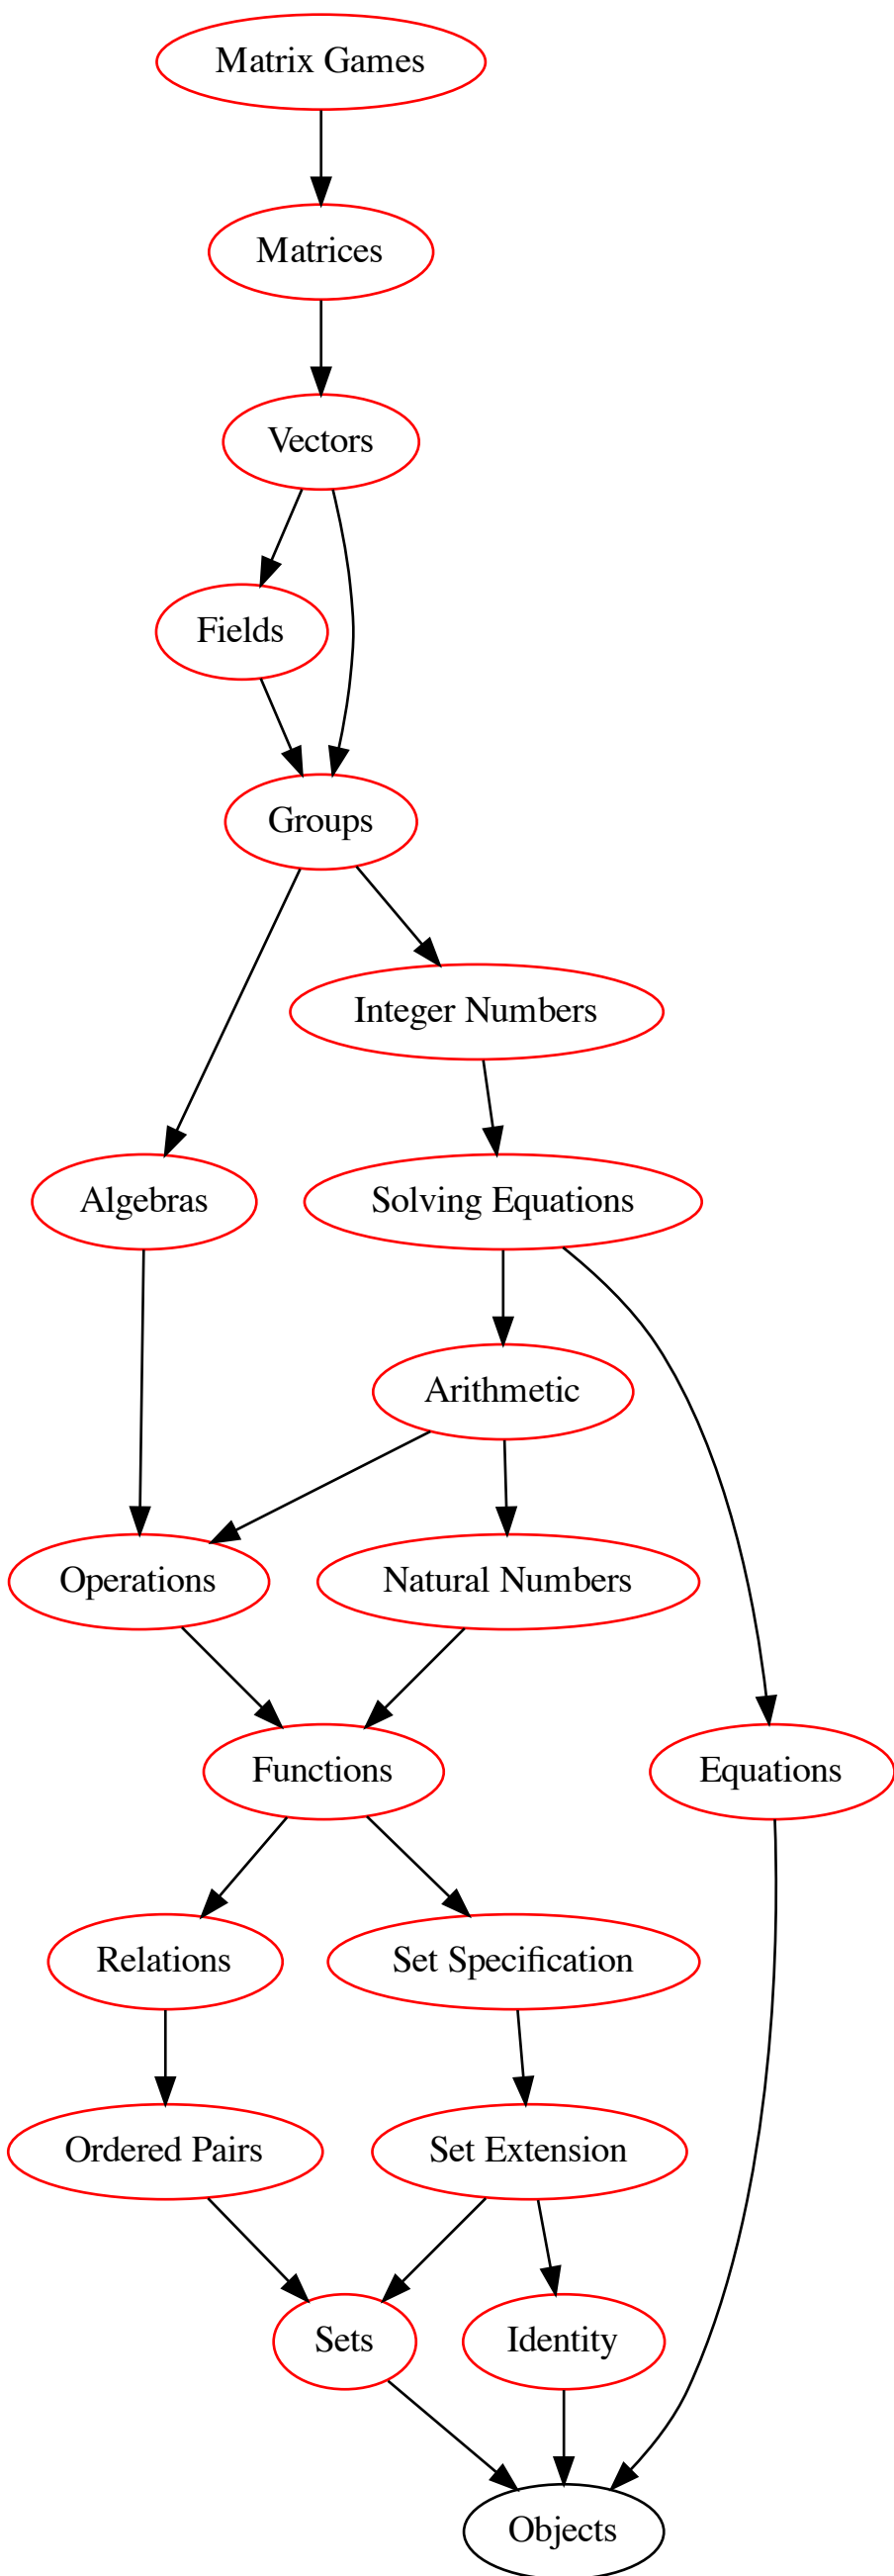 Matrix Games
Matrices
Vectors
Fields
Groups
Integer Numbers
Algebras
Solving Equations
Arithmetic
Operations
Natural Numbers
Functions
Equations
Relations
Set Specification
Ordered Pairs
Set Extension
Sets
Identity
Objects